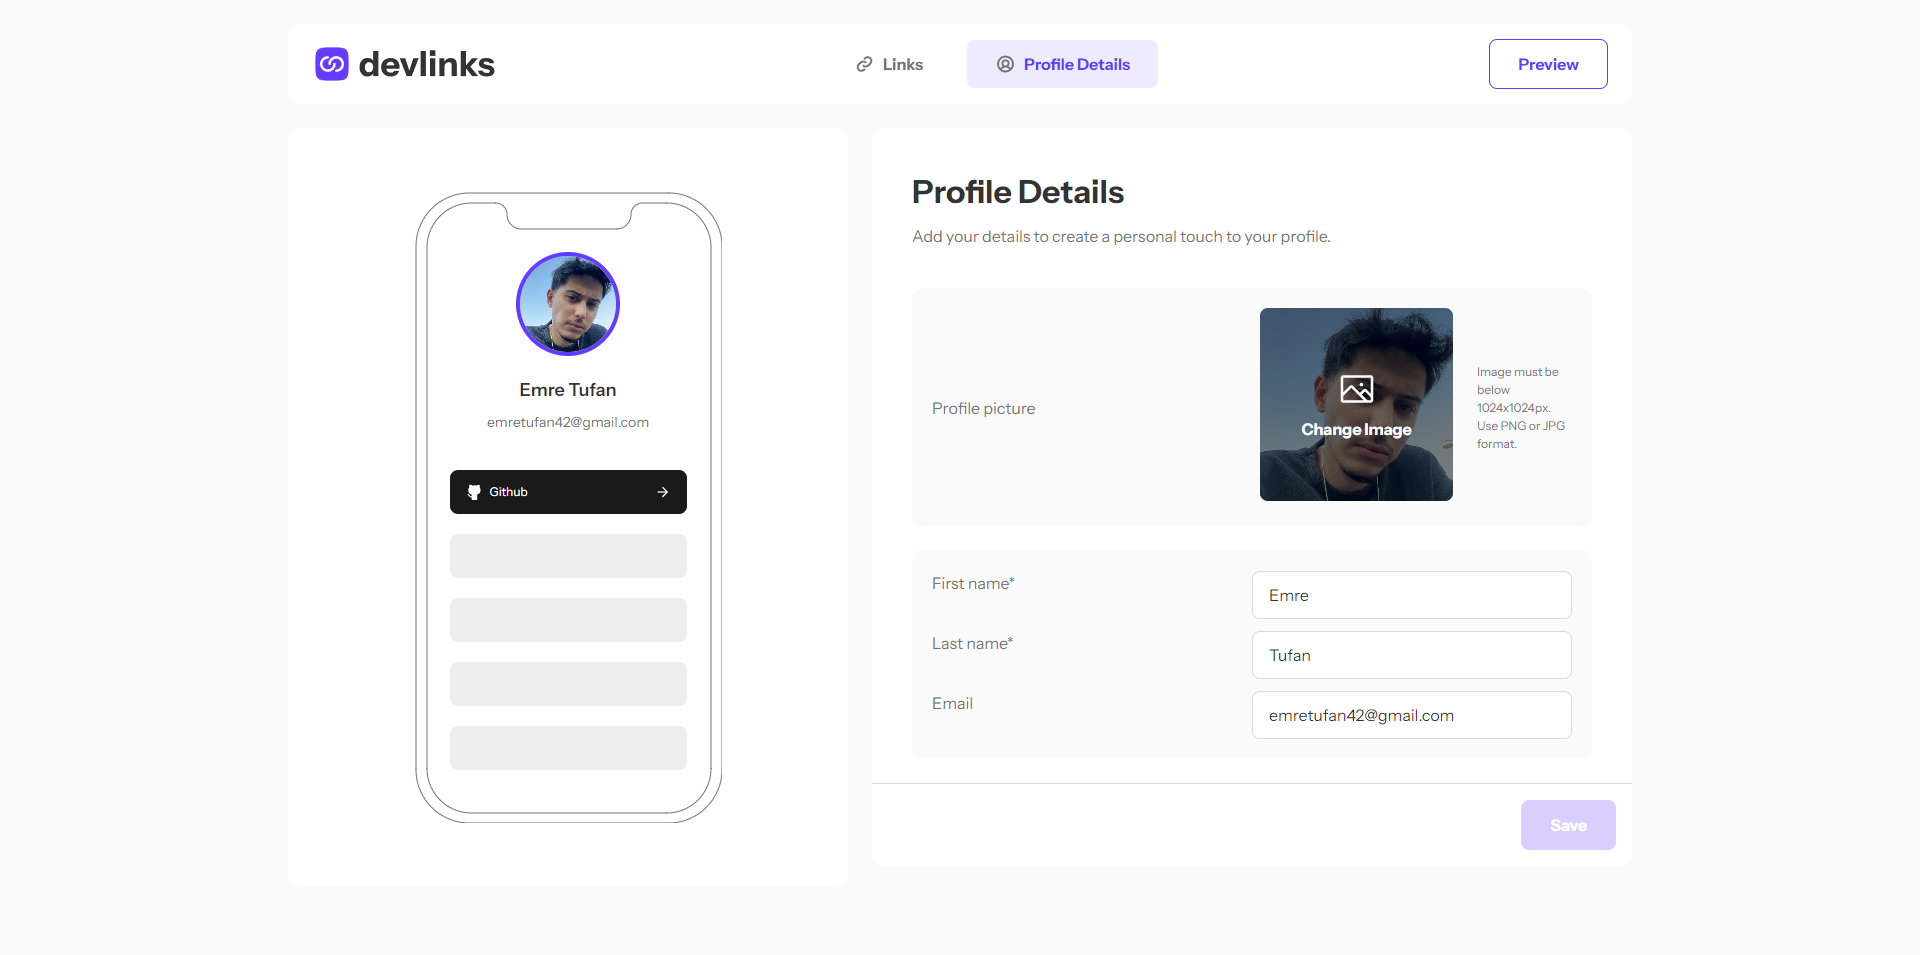 devlinks
Links
Profile Details
Preview
Emre Tufan
emretufan42@gmail.com
Github
Profile Details
Add your details to create a personal touch to your profile.
Profile picture
Change Image
Image must be
below
1024x1024px.
Use PNG or JPG
format.
First name*
Emre
Last name*
Tufan
Email
emretufan42@gmail.com
Save